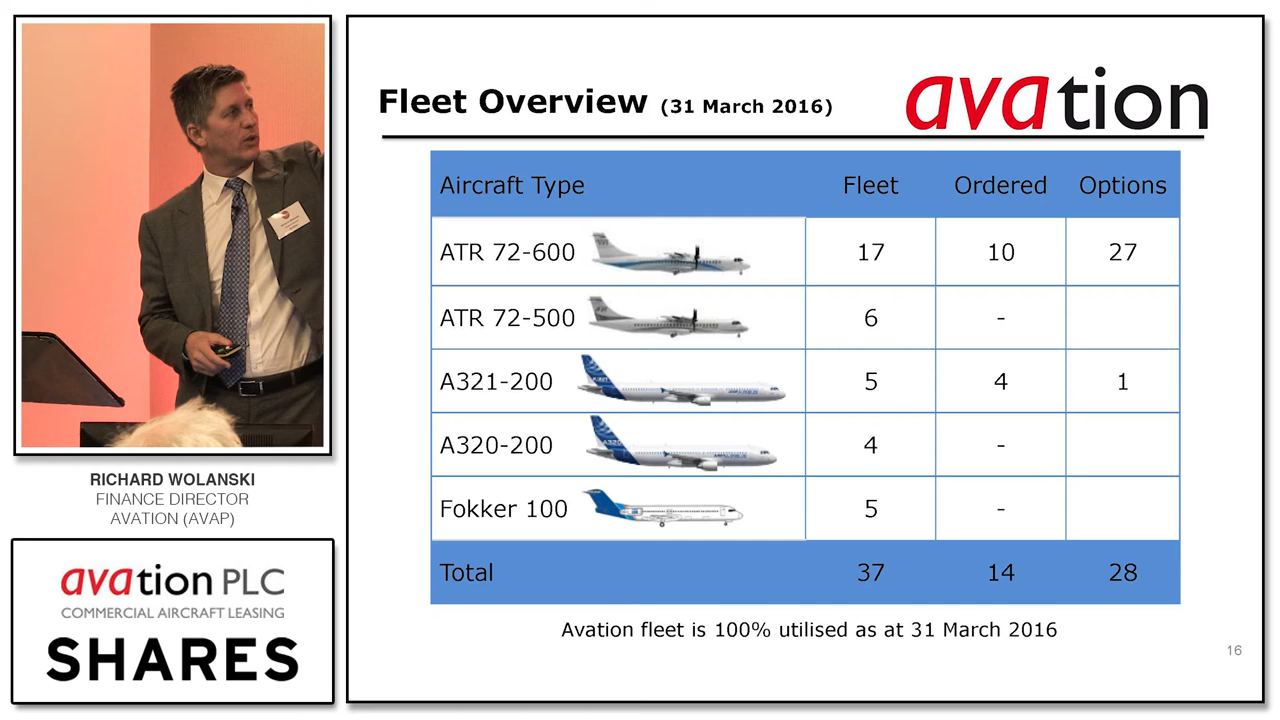 RICHARD WOLANSKI
FINANCE DIRECTOR
AVATION (AVAP)
avation PLC
COMMERCIAL AIRCRAFT LEASING
SHARES
Fleet Overview (31 March 2016)
avation
Aircraft Type Fleet Ordered Options
ATR 72-600 17 10 27
ATR 72-500 6 -
A321-200 5 4 1
A320-200 4 -
Fokker 100 5 -
Total 37 14 28
Avation fleet is 100% utilised as at 31 March 2016
16